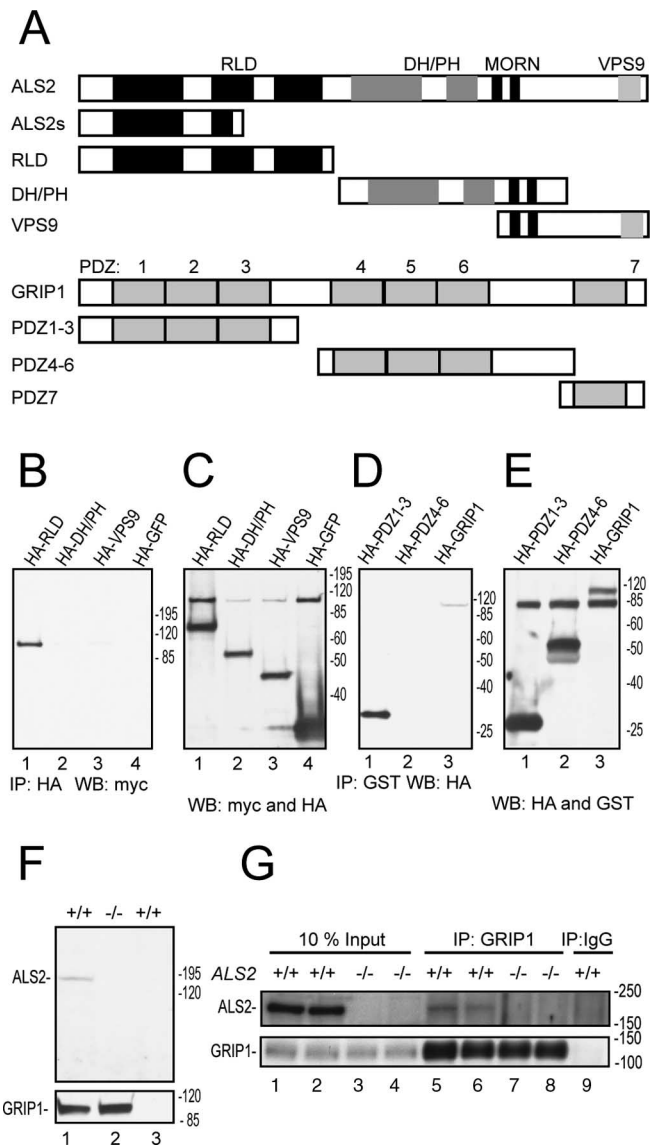 A
RLD DH/PH MORN VPS9
ALS2
ALS2s
RLD
DH/PH
VPS9
PDZ: 1 2 3 4 5 6 7
GRIP1
PDZ1-3
PDZ4-6
PDZ7
B
HA-RLD
HA-DH/PH
HA-VPS9
HA-GFP
-195
-120
- 85
1 2 3 4
IP: HA WB: myc
C
HA-RLD
HA-DH/PH
HA-VPS9
HA-GFP
-195
-120
-85
-60
-50
-40
1 2 3 4
WB: myc and HA
D
HA-PDZ1-3
HA-PDZ4-6
HA-GRIP1
-120
-85
-60
-50
-40
-25
1 2 3
IP: GST WB: HA
E
HA-PDZ1-3
HA-PDZ4-6
HA-GRIP1
-120
-85
-60
-50
-40
-25
1 2 3
WB: HA and GST
F
+/+ -/- +/+
ALS2-
-195
-120
GRIP1-
-120
- 85
1 2 3
G
10 % Input IP: GRIP1 IP:IgG
ALS2 +/+ +/+ -/- -/- +/+ +/+ -/- -/- +/+
ALS2-
-250
-150
GRIP1-
-150
-100
1 2 3 4 5 6 7 8 9